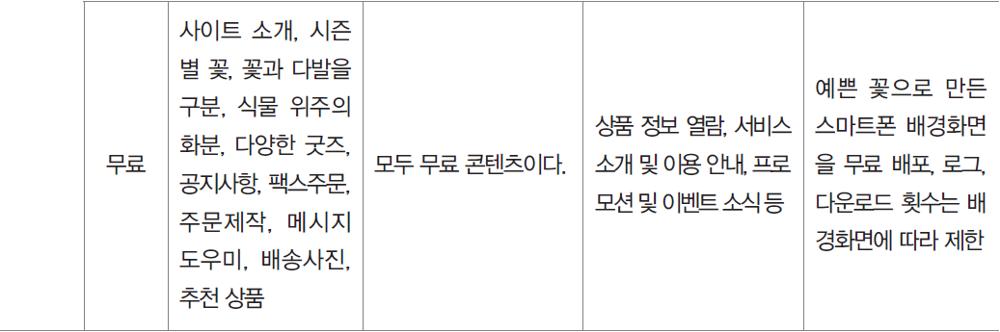 무료
사이트 소개, 시즌
별 꽃, 꽃과 다발을
구분, 식물 위주의
화분, 다양한 굿즈,
공지사항, 팩스주문,
주문제작, 메시지
도우미, 배송사진,
추천 상품
모두 무료 콘텐츠이다.
상품 정보 열람, 서비스
소개 및 이용 안내, 프로
모션 및 이벤트 소식 등
예쁜 꽃으로 만든
스마트폰 배경화면
을 무료 배포, 로그,
다운로드 횟수는 배
경화면에 따라 제한